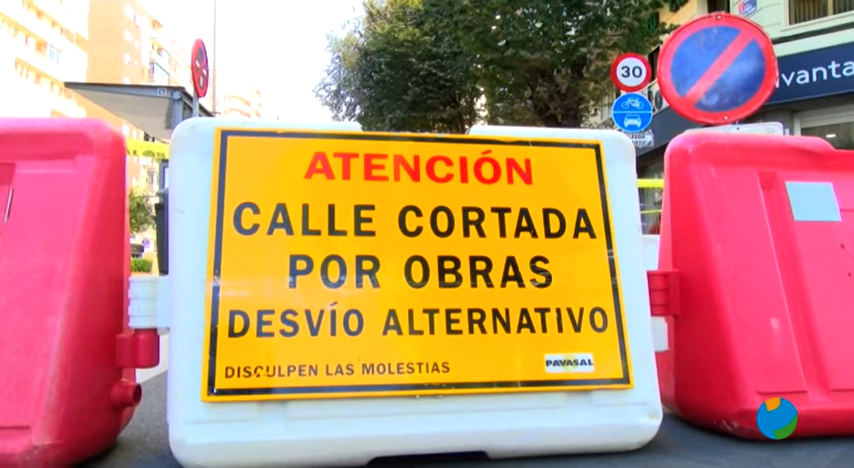 30
vanta
ATENCIÓN
CALLE CORTADA
POR OBRAS
DESVÍO ALTERNATIVO
DISCULPEN LAS MOLESTIAS
PAVASAL